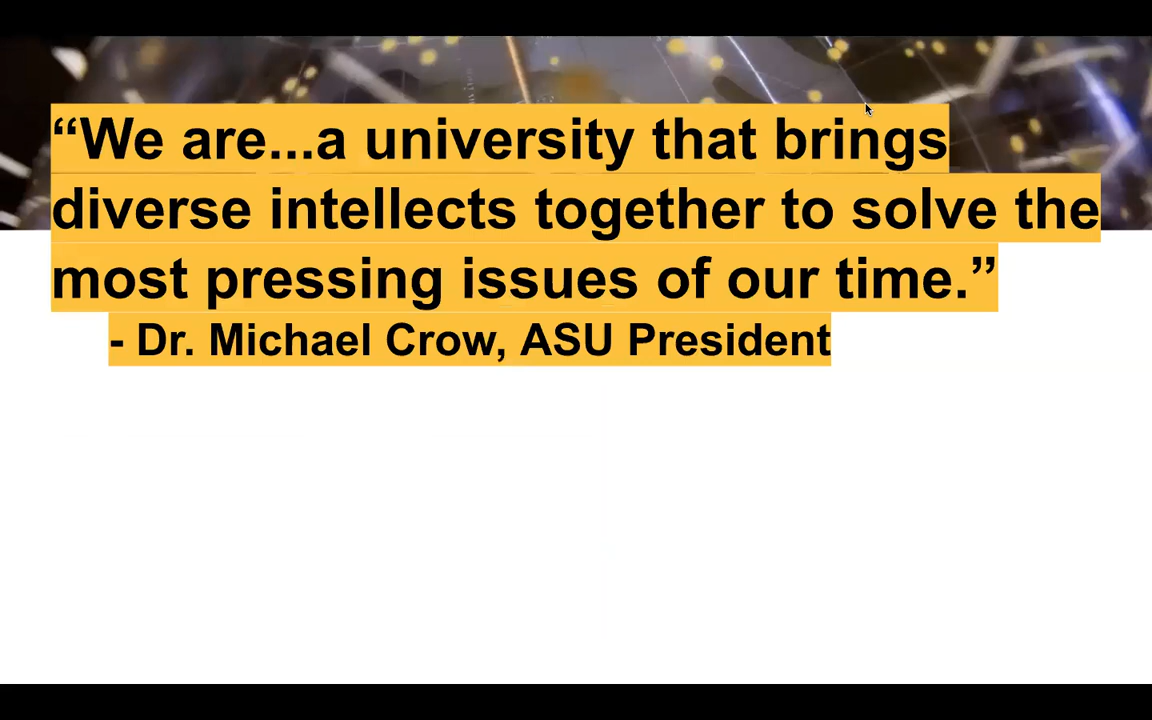 “We are...a university that brings
diverse intellects together to solve the
most pressing issues of our time.”
- Dr. Michael Crow, ASU President